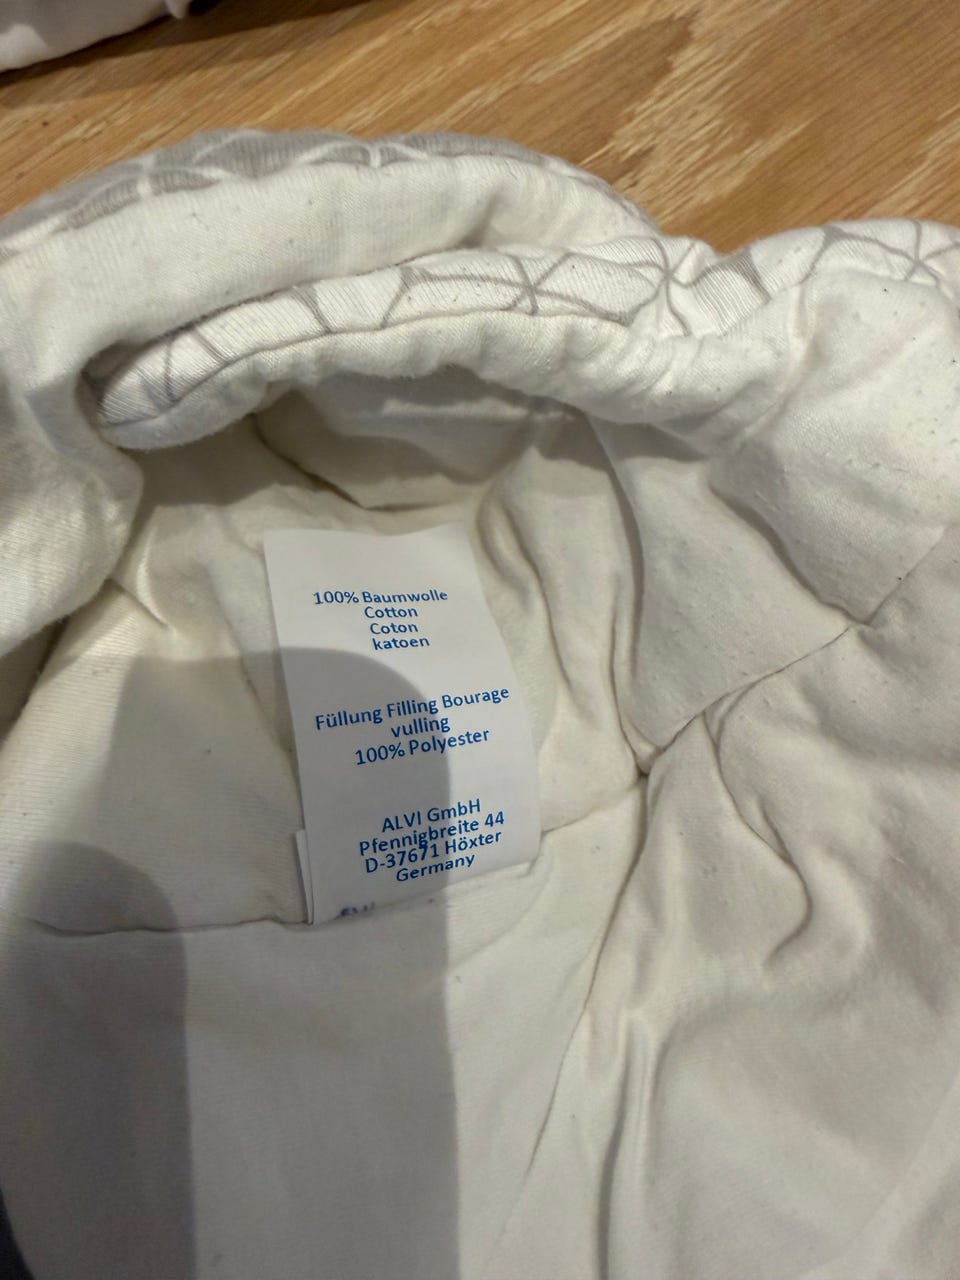 100% Baumwolle
Cotton
Coton
katoen
Füllung Filling Bourage
vulling
100% Polyester
ALVI GmbH
Pfennigbreite 44
D-37671 Höxter
Germany